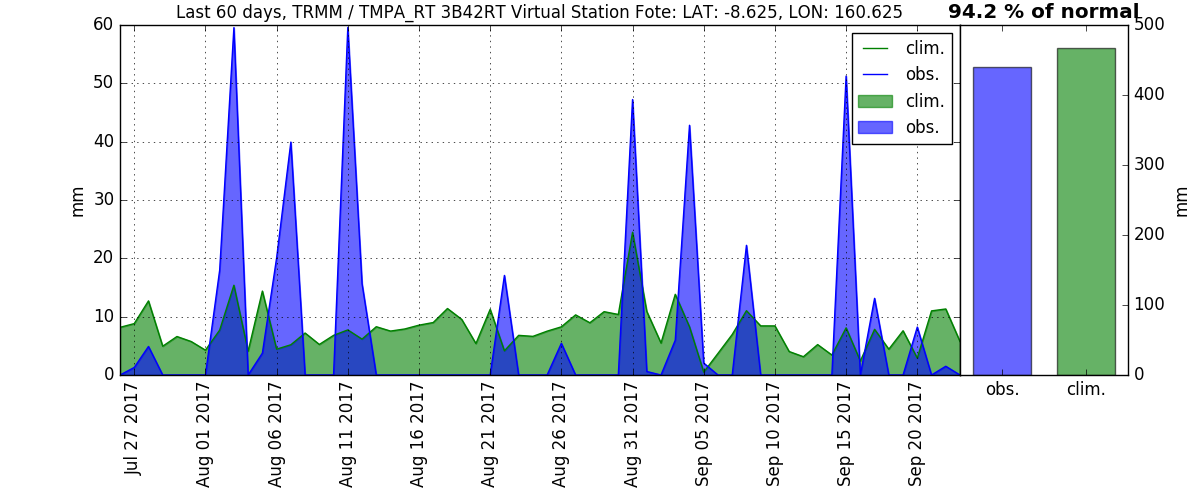 Last 60 days, TRMM / TMPA_RT 3B42RT Virtual Station Fote: LAT: -8.625, LON: 160.625
94.2 % of normal
60
50
40
30
20
10
0
mm
clim.
obs.
clim.
obs.
500
400
300
200
100
0
mm
Jul 27 2017
Aug 01 2017
Aug 06 2017
Aug 11 2017
Aug 16 2017
Aug 21 2017
Aug 26 2017
Aug 31 2017
Sep 05 2017
Sep 10 2017
Sep 15 2017
Sep 20 2017
obs.
clim.